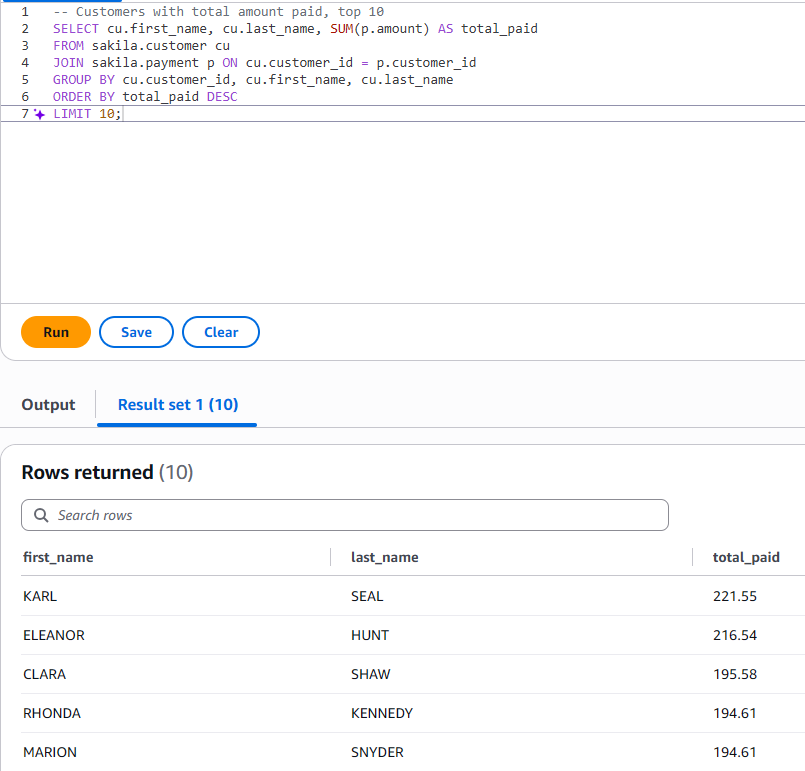 1 -- Customers with total amount paid, top 10
2 SELECT cu.first_name, cu.last_name, SUM(p.amount) AS total_paid
3 FROM sakila.customer cu
4 JOIN sakila.payment p ON cu.customer_id = p.customer_id
5 GROUP BY cu.customer_id, cu.first_name, cu.last_name
6 ORDER BY total_paid DESC
7 LIMIT 10;
Run Save Clear
Output Result set 1 (10)
Rows returned (10)
Search rows
first_name last_name total_paid
KARL SEAL 221.55
ELEANOR HUNT 216.54
CLARA SHAW 195.58
RHONDA KENNEDY 194.61
MARION SNYDER 194.61